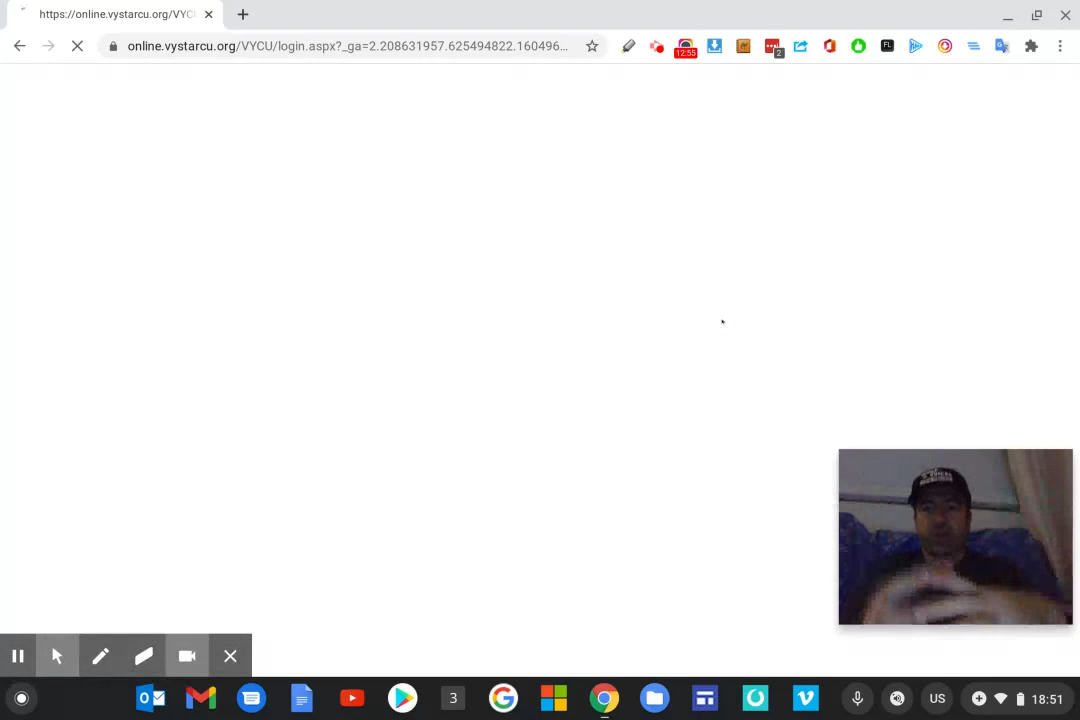 https://online.vystarcu.org/VYC
online.vystarcu.org/VYCU/login.aspx?_ga=2.208631957.625494822.160496...
12:55
2
FL
3
US
18:51